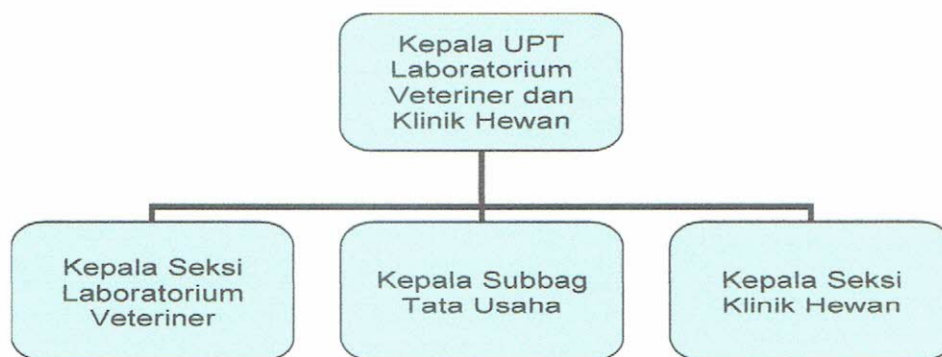 Kepala UPT
Laboratorium
Veteriner dan
Klinik Hewan
Kepala Seksi
Laboratorium
Veteriner
Kepala Subbag
Tata Usaha
Kepala Seksi
Klinik Hewan